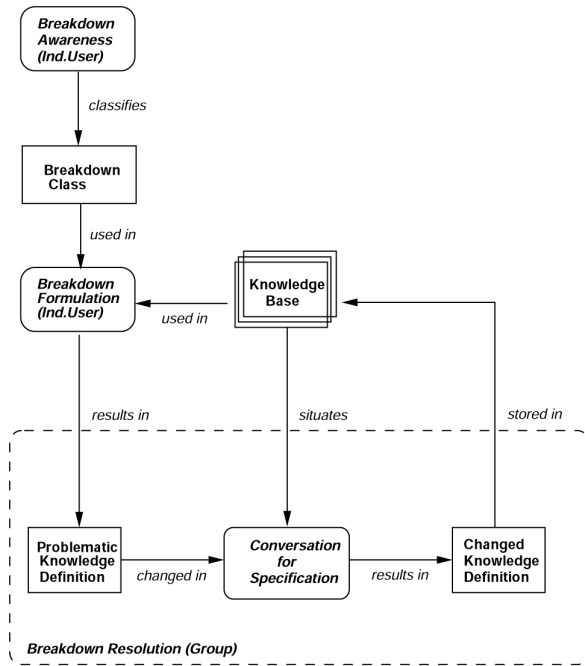 Breakdown
Awareness
(Ind.User)
classifies
Breakdown
Class
used in
Breakdown
Formulation
(Ind.User)
Knowledge
Base
used in
results in
situates
stored in
Problematic
Knowledge
Definition
changed in
Conversation
for
Specification
results in
Changed
Knowledge
Definition
Breakdown Resolution (Group)